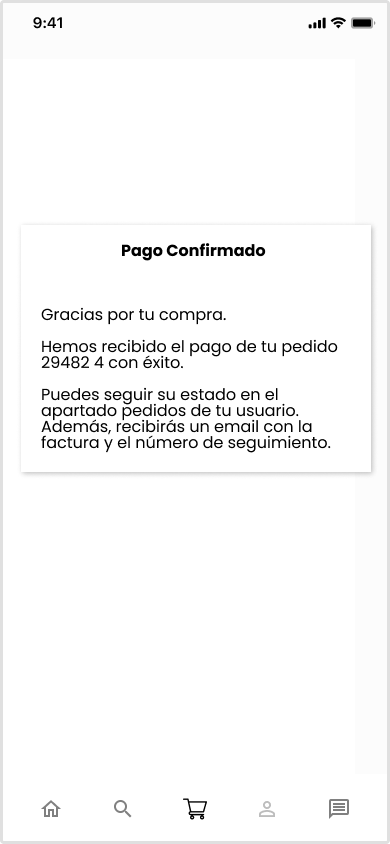 9:41
Pago Confirmado
Gracias por tu compra.
Hemos recibido el pago de tu pedido
29482 4 con éxito.
Puedes seguir su estado en el
apartado pedidos de tu usuario.
Además, recibirás un email con la
factura y el número de seguimiento.